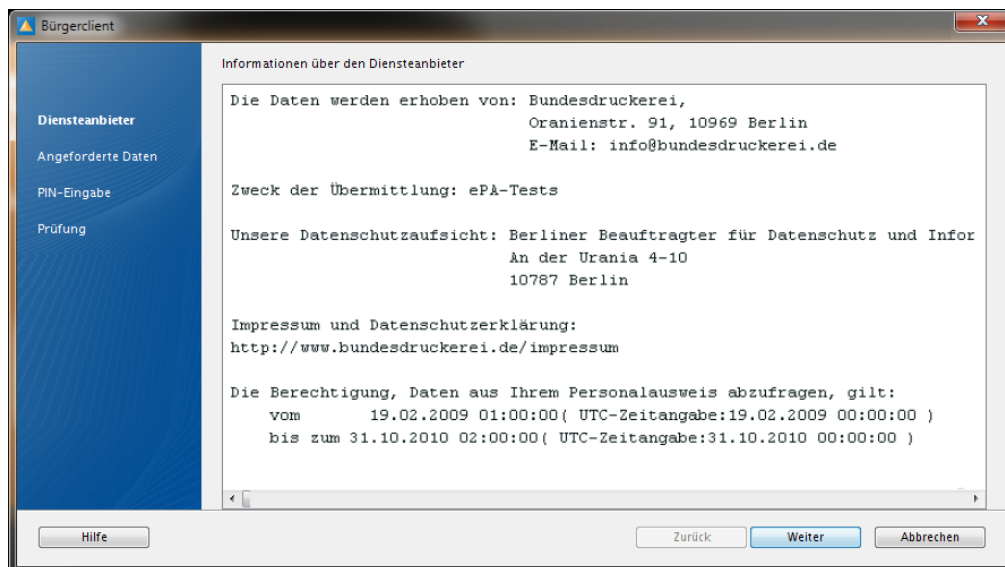 Bürgerclient
Diensteanbieter
Angeforderte Daten
PIN-Eingabe
Prüfung
Informationen über den Diensteanbieter
Die Daten werden erhoben von: Bundesdruckerei,
Oranienstr. 91, 10969 Berlin
E-Mail: info@bundesdruckerei.de
Zweck der Übermittlung: ePA-Tests
Unsere Datenschutzaufsicht: Berliner Beauftragter für Datenschutz und Infor
An der Urania 4-10
10787 Berlin
Impressum und Datenschutzerklärung:
http://www.bundesdruckerei.de/impressum
Die Berechtigung, Daten aus Ihrem Personalausweis abzufragen, gilt:
vom 19.02.2009 01:00:00( UTC-Zeitangabe:19.02.2009 00:00:00 )
bis zum 31.10.2010 02:00:00( UTC-Zeitangabe:31.10.2010 00:00:00 )
Hilfe
Zurück
Weiter
Abbrechen